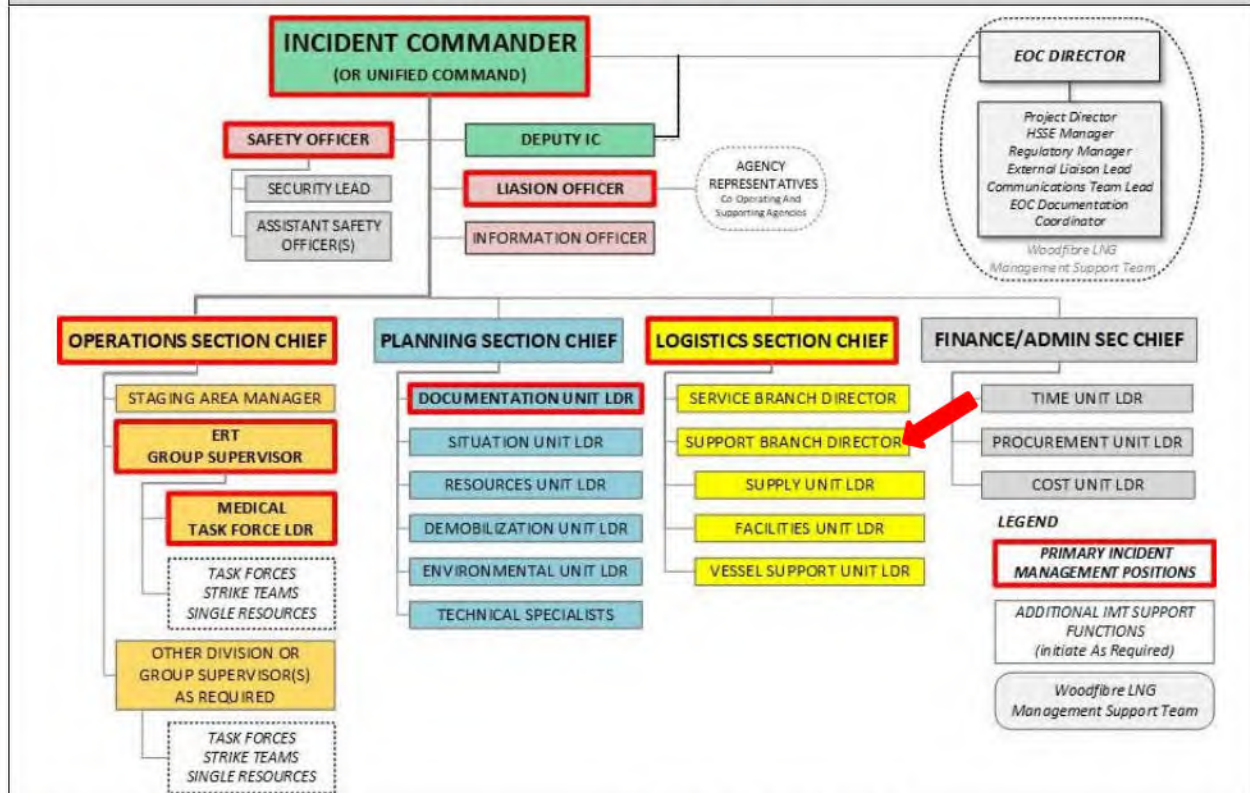 INCIDENT COMMANDER
(OR UNIFIED COMMAND)
EOC DIRECTOR
Project Director
HSSE Manager
Regulatory Manager
External Liaison Lead
Communications Team Lead
EOC Documentation
Coordinator
Woodfibre LNG
Management Support Team
SAFETY OFFICER
DEPUTY IC
SECURITY LEAD
LIASION OFFICER
AGENCY
REPRESENTATIVES
Co Operating And
Supporting Agencies
ASSISTANT SAFETY
OFFICER(S)
INFORMATION OFFICER
OPERATIONS SECTION CHIEF
STAGING AREA MANAGER
ERT
GROUP SUPERVISOR
MEDICAL
TASK FORCE LDR
TASK FORCES
STRIKE TEAMS
SINGLE RESOURCES
OTHER DIVISION OR
GROUP SUPERVISOR(S)
AS REQUIRED
TASK FORCES
STRIKE TEAMS
SINGLE RESOURCES
PLANNING SECTION CHIEF
DOCUMENTATION UNIT LDR
SITUATION UNIT LDR
RESOURCES UNIT LDR
DEMOBILIZATION UNIT LDR
ENVIRONMENTAL UNIT LDR
TECHNICAL SPECIALISTS
LOGISTICS SECTION CHIEF
SERVICE BRANCH DIRECTOR
SUPPORT BRANCH DIRECTOR
SUPPLY UNIT LDR
FACILITIES UNIT LDR
VESSEL SUPPORT UNIT LDR
FINANCE/ADMIN SEC CHIEF
TIME UNIT LDR
PROCUREMENT UNIT LDR
COST UNIT LDR
LEGEND
PRIMARY INCIDENT
MANAGEMENT POSITIONS
ADDITIONAL IMT SUPPORT
FUNCTIONS
(initiate As Required)
Woodfibre LNG
Management Support Team